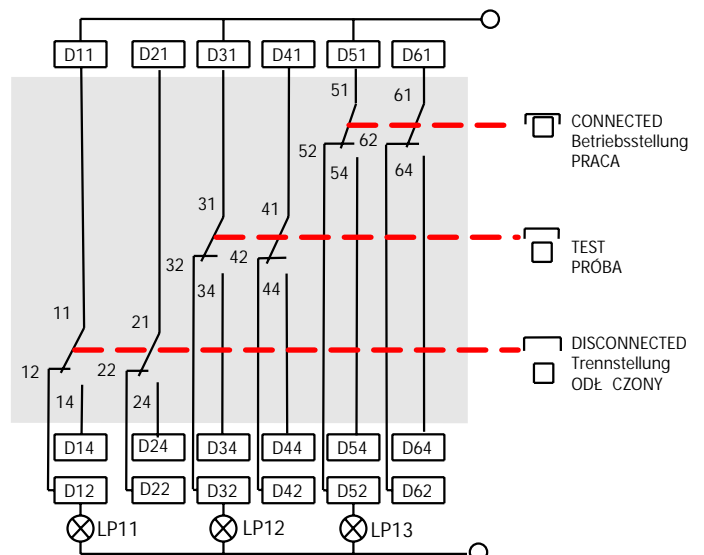 D11 D21 D31 D41 D51 D61
51 61
CONNECTED
52 62 Betriebsstellung
54 64 PRACA
31 41
32 42 TEST
34 44 PRÓBA
11 21
12 22 DISCONNECTED
Trennstellung
14 24 ODŁ CZONY
D14 D24 D34 D44 D54 D64
D12 D22 D32 D42 D52 D62
LP11 LP12 LP13